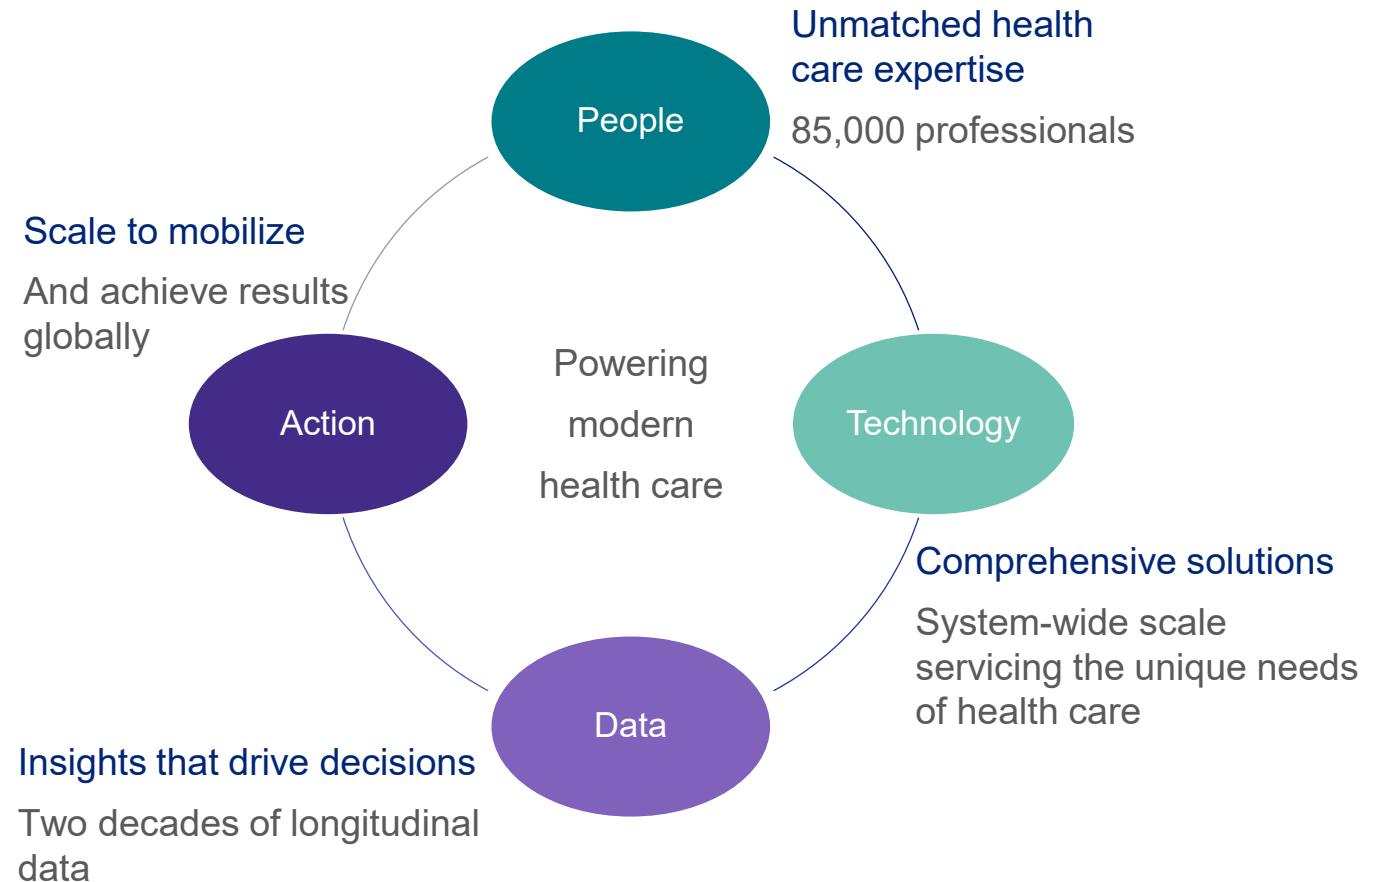 Unmatched health
care expertise
85,000 professionals
People
Scale to mobilize
And achieve results
globally
Action
Powering
modern
health care
Technology
Comprehensive solutions
System-wide scale
servicing the unique needs
of health care
Data
Insights that drive decisions
Two decades of longitudinal
data